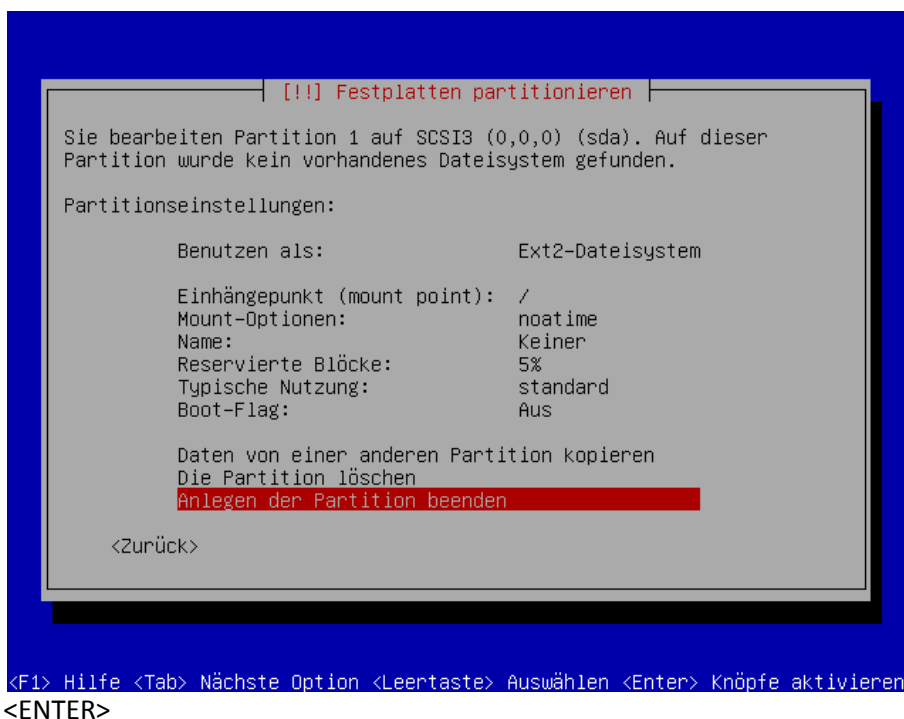 [!!] Festplatten partitionieren
Sie bearbeiten Partition 1 auf SCSI3 (0,0,0) (sda). Auf dieser
Partition wurde kein vorhandenes Dateisystem gefunden.
Partitionseinstellungen:
Benutzen als: Ext2-Dateisystem
Einhängepunkt (mount point): /
Mount-Optionen: noatime
Name: Keiner
Reservierte Blöcke: 5%
Typische Nutzung: standard
Boot-Flag: Aus
Daten von einer anderen Partition kopieren
Die Partition löschen
Anlegen der Partition beenden
<Zurück>
<F1> Hilfe <Tab> Nächste Option <Leertaste> Auswählen <Enter> Knöpfe aktivieren
<ENTER>